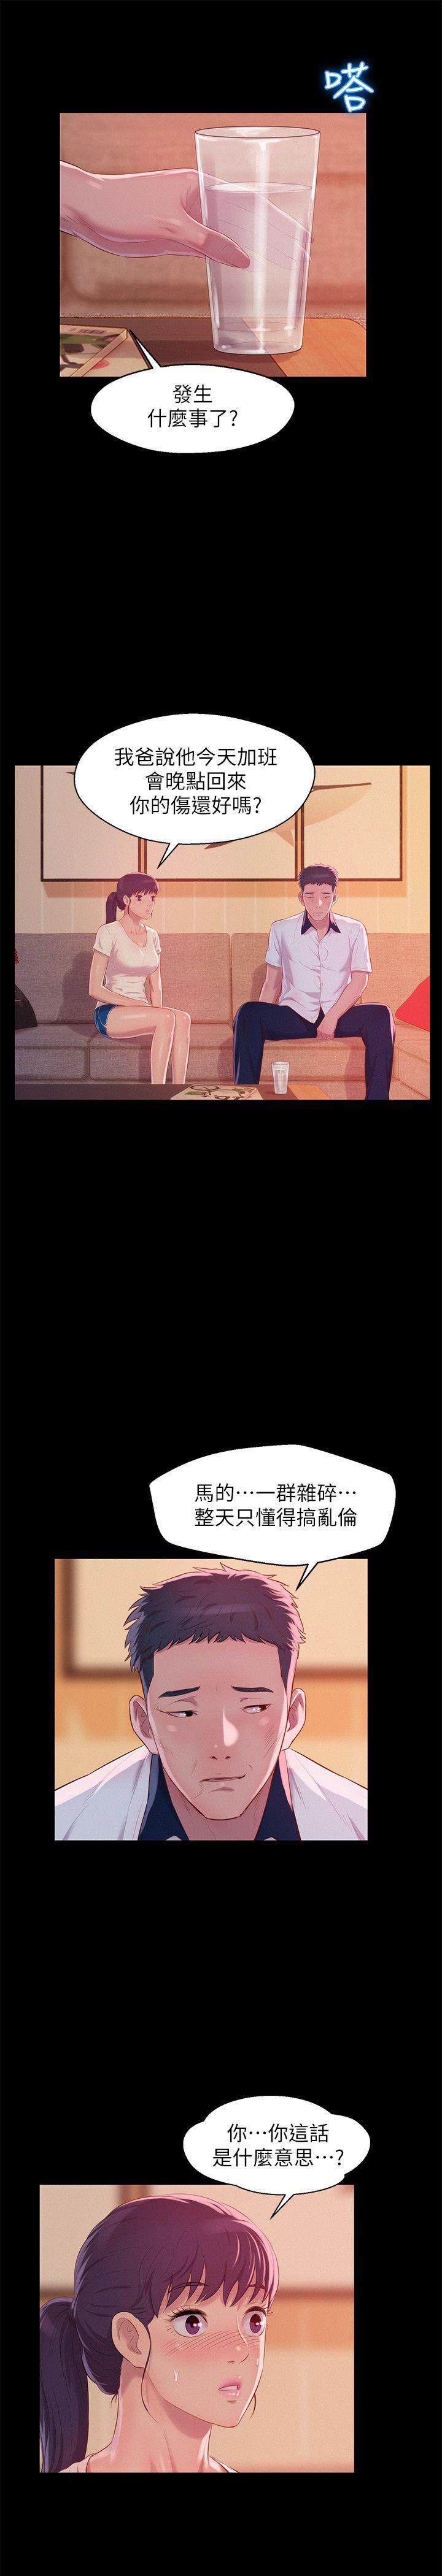 嗒
發生
什麼事了?
我爸說他今天加班
會晚點回來
你的傷還好嗎?
馬的…一群雜碎…
整天只懂得搞亂倫
你…你這話
是什麼意思…?